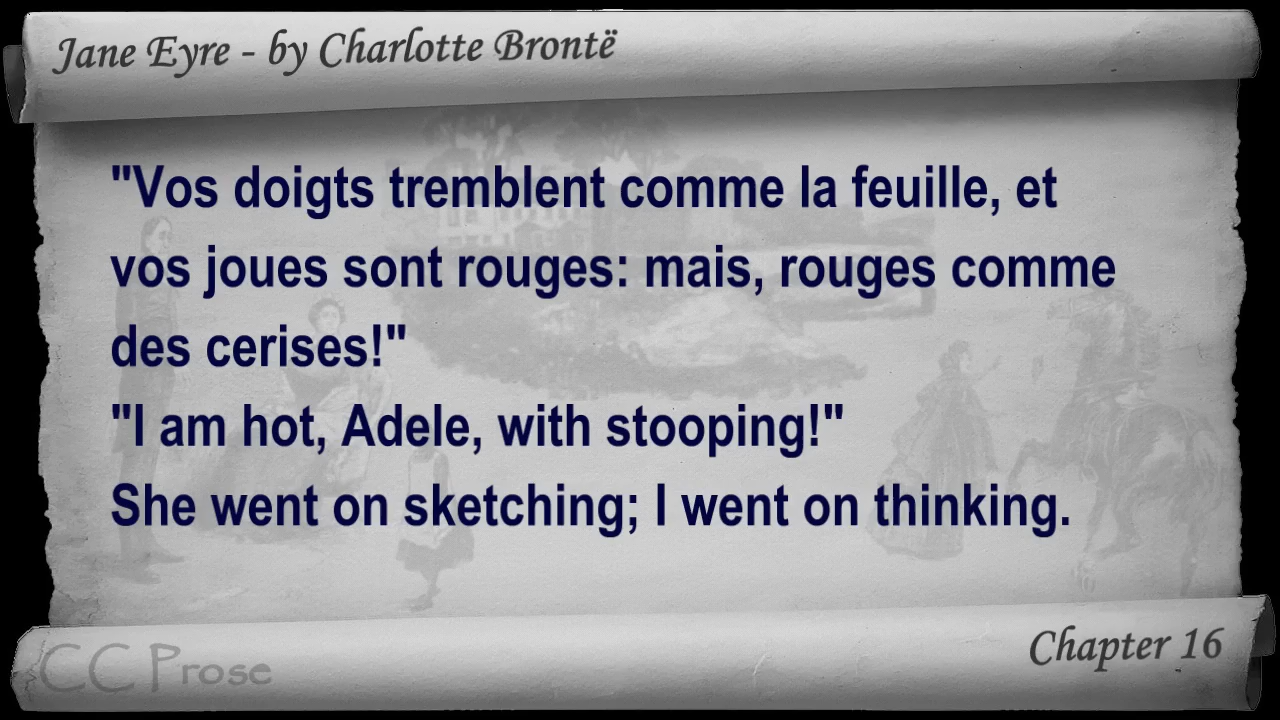 Jane Eyre - by Charlotte Brontë
"Vos doigts tremblent comme la feuille, et
vos joues sont rouges: mais, rouges comme
des cerises!"
"I am hot, Adele, with stooping!"
She went on sketching; I went on thinking.
Chapter 16
CC Prose